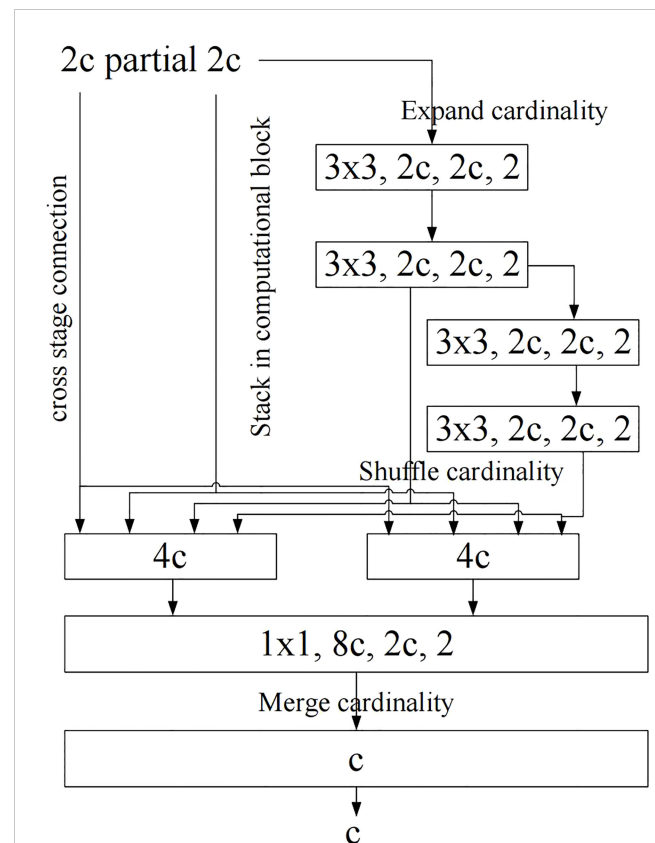 2c partial 2c
Expand cardinality
cross stage connection
Stack in computational block
3x3, 2c, 2c, 2
3x3, 2c, 2c, 2
3x3, 2c, 2c, 2
3x3, 2c, 2c, 2
Shuffle cardinality
4c
4c
1x1, 8c, 2c, 2
Merge cardinality
c
c